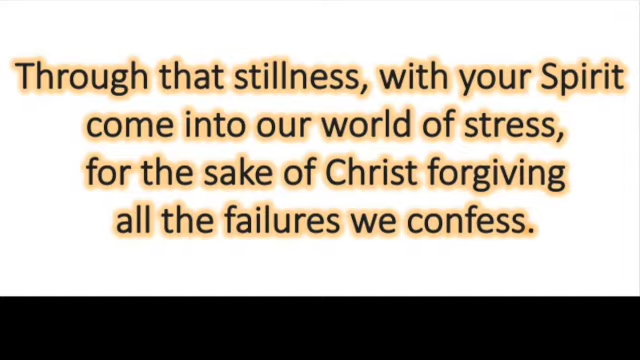 Through that stillness, with your Spirit
come into our world of stress,
for the sake of Christ forgiving
all the failures we confess.